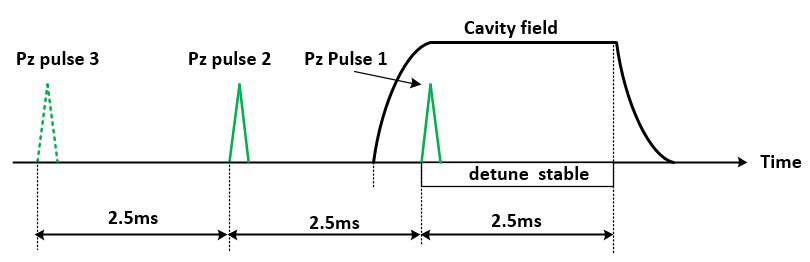 Cavity field
Pz pulse 3
Pz pulse 2
Pz Pulse 1
Time
detune stable
2.5ms
2.5ms
2.5ms